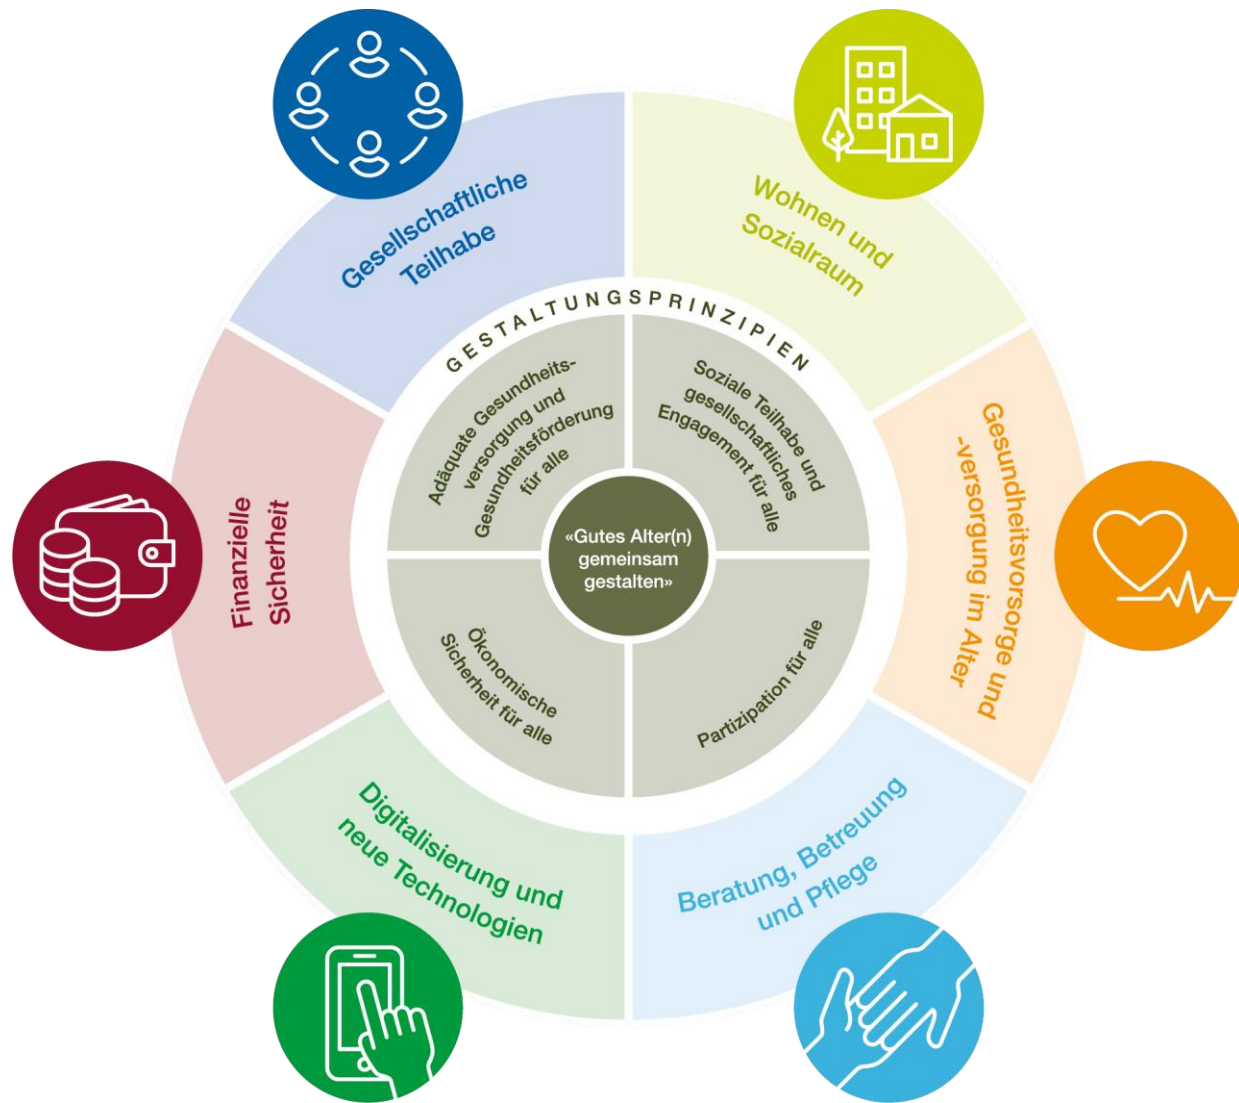 Gesellschaftliche
Teilhabe
Wohnen und
Sozialraum
Gesundheitsvorsorge und
-versorgung im Alter
Beratung, Betreuung
und Pflege
Digitalisierung und
neue Technologien
Finanzielle
Sicherheit
GESTALTUNGSPRINZIPIEN
Adäquate Gesundheits-
versorgung und
Gesundheitsförderung
für alle
Soziale Teilhabe und
gesellschaftliches
Engagement für alle
Partizipation für alle
Ökonomische
Sicherheit für alle
«Gutes Alter(n)
gemeinsam
gestalten»